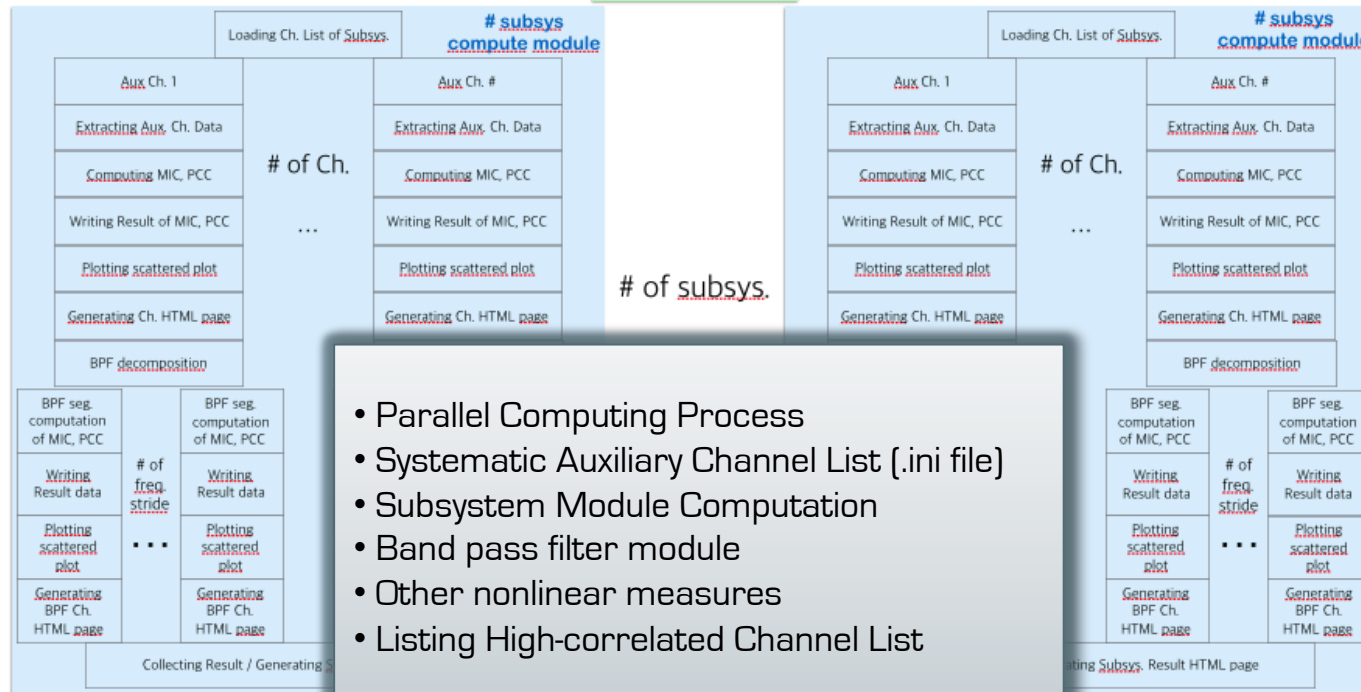 Loading Ch. List of Subsys.
# subsys
compute module
Aux Ch. 1
Extracting Aux. Ch. Data
Computing MIC, PCC
Writing Result of MIC, PCC
Plotting scattered plot
Generating Ch. HTML page
BPF decomposition
# of Ch.
...
Aux Ch. #
Extracting Aux. Ch. Data
Computing MIC, PCC
Writing Result of MIC, PCC
Plotting scattered plot
Generating Ch. HTML page
BPF seg.
computation
of MIC, PCC
Writing
Result data
Plotting
scattered
plot
Generating
BPF Ch.
HTML page
# of
freq.
stride
...
BPF seg.
computation
of MIC, PCC
Writing
Result data
Plotting
scattered
plot
Generating
BPF Ch.
HTML page
Collecting Result / Generating
# of subsys.
Loading Ch. List of Subsys.
# subsys
compute module
Aux Ch. 1
Extracting Aux. Ch. Data
Computing MIC, PCC
Writing Result of MIC, PCC
Plotting scattered plot
Generating Ch. HTML page
# of Ch.
...
Aux Ch. #
Extracting Aux. Ch. Data
Computing MIC, PCC
Writing Result of MIC, PCC
Plotting scattered plot
Generating Ch. HTML page
BPF decomposition
BPF seg.
computation
of MIC, PCC
Writing
Result data
Plotting
scattered
plot
Generating
BPF Ch.
HTML page
# of
freq.
stride
...
BPF seg.
computation
of MIC, PCC
Writing
Result data
Plotting
scattered
plot
Generating
BPF Ch.
HTML page
Subsys. Result HTML page
• Parallel Computing Process
• Systematic Auxiliary Channel List (.ini file)
• Subsystem Module Computation
• Band pass filter module
• Other nonlinear measures
• Listing High-correlated Channel List